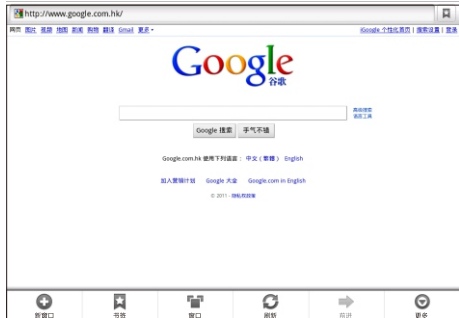 http://www.google.com.hk/
网页 图片 视频 地图 新闻 购物 翻译 Gmail 更多
iGoogle 个性化首页 | 搜索设置 | 登录
Google
谷歌
高级搜索
语言工具
Google 搜索 手气不错
Google.com.hk 使用下列语言： 中文 (繁體) English
加入营销计划 Google 大全 Google.com in English
© 2011 - 隐私权政策
新窗口 书签 窗口 刷新 前进 更多